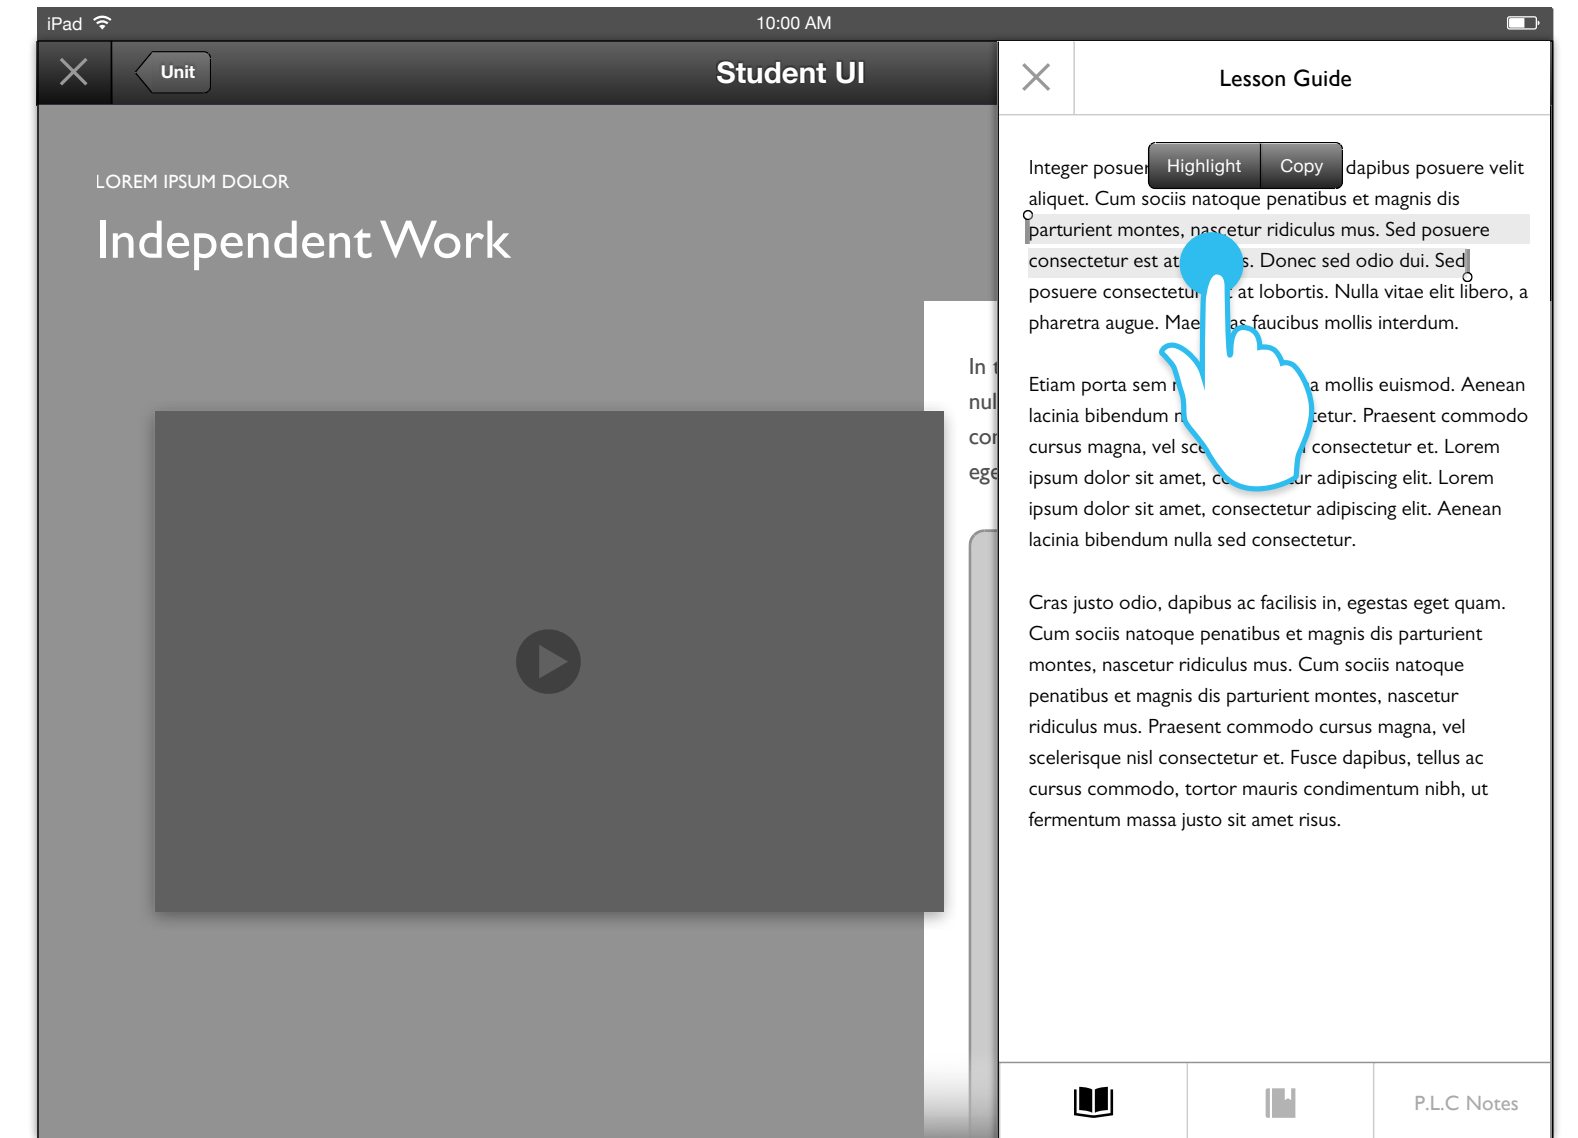 iPad
10:00 AM
Unit
Student UI
LOREM IPSUM DOLOR
Independent Work
In
Lesson Guide
Highlight
Copy
Integer dapibus posuere velit
aliquet. Cum sociis natoque penatibus et magnis dis
parturient montes, nascetur ridiculus mus. Sed posuere
consectetur est at Donec sed odio dui. Sed
posuere at lobortis. Nulla vitae elit libero, a
pharetra augue. faucibus mollis interdum.
Etiam porta sem mollis euismod. Aenean
lacinia bibendum Praesent commodo
cursus magna, vel consectetur et. Lorem
ipsum dolor sit amet, adipiscing elit. Lorem
ipsum dolor sit amet, consectetur adipiscing elit. Aenean
lacinia bibendum nulla sed consectetur.
Cras justo odio, dapibus ac facilisis in, egestas eget quam.
Cum sociis natoque penatibus et magnis dis parturient
montes, nascetur ridiculus mus. Cum sociis natoque
penatibus et magnis dis parturient montes, nascetur
ridiculus mus. Praesent commodo cursus magna, vel
scelerisque nisl consectetur et. Fusce dapibus, tellus ac
cursus commodo, tortor mauris condimentum nibh, ut
fermentum massa justo sit amet risus.
P.L.C Notes